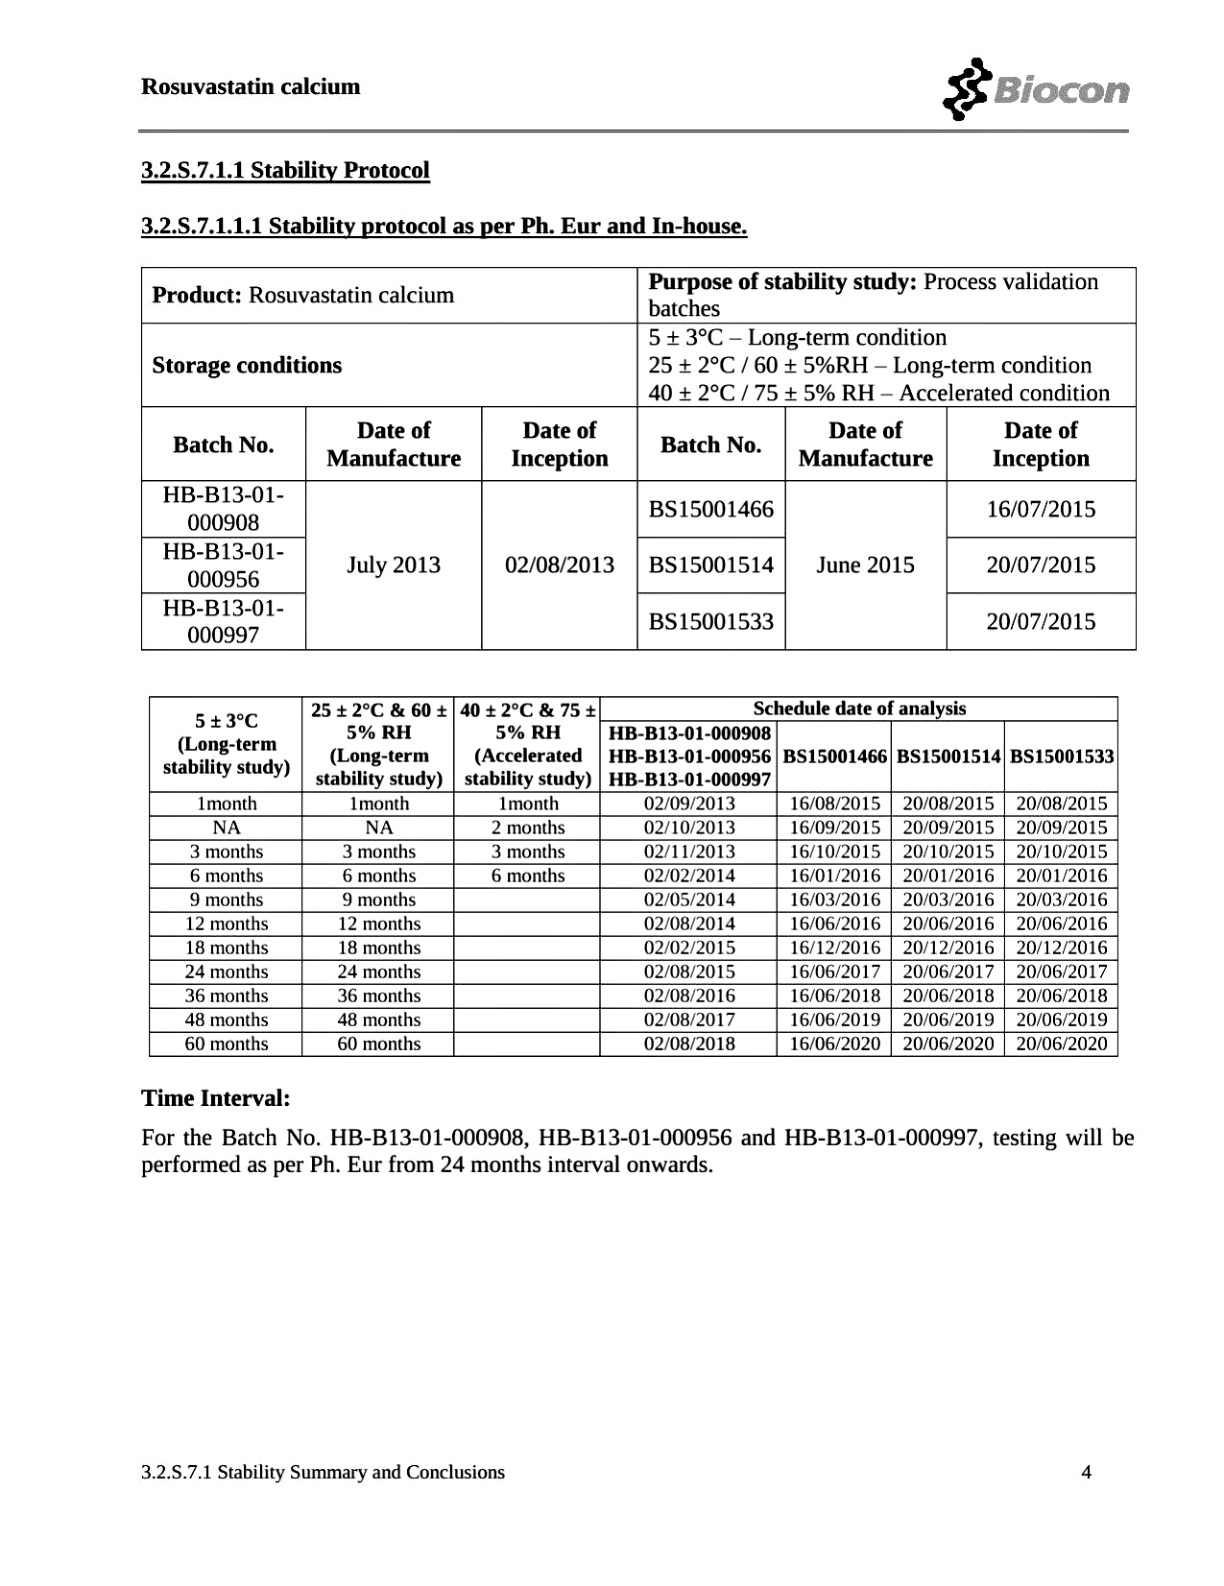 Rosuvastatin calcium
Biocon
3.2.S.7.1.1 Stability Protocol
3.2.S.7.1.1.1 Stability protocol as per Ph. Eur and In-house.
Product: Rosuvastatin calcium
Purpose of stability study: Process validation
batches
Storage conditions
5 ± 3°C – Long-term condition
25 ± 2°C / 60 ± 5%RH – Long-term condition
40 ± 2°C / 75 ± 5% RH – Accelerated condition
Batch No. Date of Manufacture Date of Inception Batch No. Date of Manufacture Date of Inception
HB-B13-01-000908 July 2013 02/08/2013 BS15001466 June 2015 16/07/2015
HB-B13-01-000956 BS15001514 20/07/2015
HB-B13-01-000997 BS15001533 20/07/2015
5 ± 3°C (Long-term stability study) 25 ± 2°C & 60 ± 5% RH (Long-term stability study) 40 ± 2°C & 75 ± 5% RH (Accelerated stability study) Schedule date of analysis
HB-B13-01-000908 HB-B13-01-000956 HB-B13-01-000997 BS15001466 BS15001514 BS15001533
1month 1month 1month 02/09/2013 16/08/2015 20/08/2015 20/08/2015
NA NA 2 months 02/10/2013 16/09/2015 20/09/2015 20/09/2015
3 months 3 months 3 months 02/11/2013 16/10/2015 20/10/2015 20/10/2015
6 months 6 months 6 months 02/02/2014 16/01/2016 20/01/2016 20/01/2016
9 months 9 months 02/05/2014 16/03/2016 20/03/2016 20/03/2016
12 months 12 months 02/08/2014 16/06/2016 20/06/2016 20/06/2016
18 months 18 months 02/02/2015 16/12/2016 20/12/2016 20/12/2016
24 months 24 months 02/08/2015 16/06/2017 20/06/2017 20/06/2017
36 months 36 months 02/08/2016 16/06/2018 20/06/2018 20/06/2018
48 months 48 months 02/08/2017 16/06/2019 20/06/2019 20/06/2019
60 months 60 months 02/08/2018 16/06/2020 20/06/2020 20/06/2020
Time Interval:
For the Batch No. HB-B13-01-000908, HB-B13-01-000956 and HB-B13-01-000997, testing will be
performed as per Ph. Eur from 24 months interval onwards.
3.2.S.7.1 Stability Summary and Conclusions 4